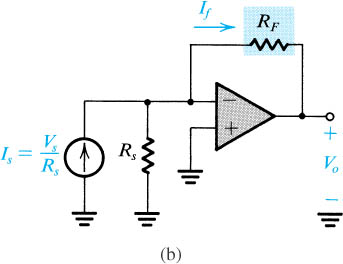 I_f
R_F
I_s = V_s/R_s
R_s
−
+
+
V_o
−
(b)